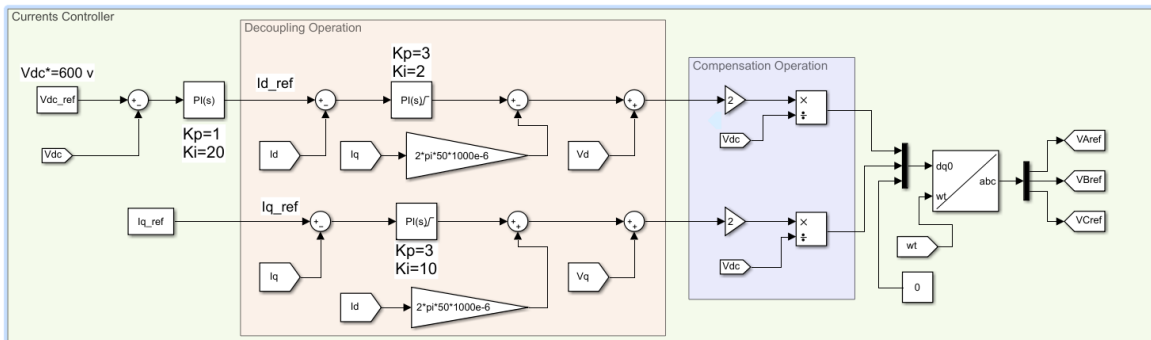 Currents Controller
Decoupling Operation
Compensation Operation
Vdc*=600 v
Vdc_ref
+
−
PI(s)
Kp=1
Ki=20
Vdc
Id_ref
+
−
Kp=3
Ki=2
PI(s)
+
−
+
+
2
×
÷
Vdc
Id
Iq
2*pi*50*1000e-6
Vd
Iq_ref
Iq_ref
+
−
PI(s)
Kp=3
Ki=10
+
+
+
+
2
×
÷
Vdc
Iq
Id
2*pi*50*1000e-6
Vq
dq0
wt
abc
wt
0
VAref
VBref
VCref